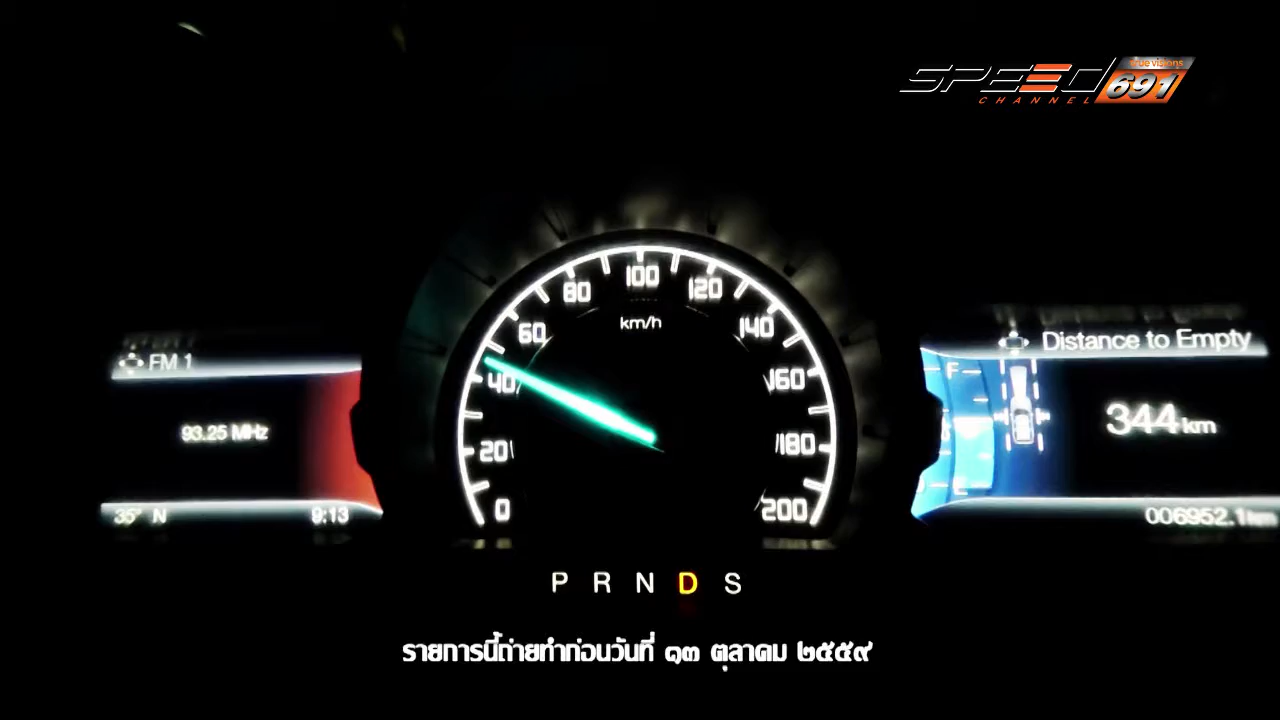 SPEED
CHANNEL
true visions
691
100
80
120
60
km/h
140
40
160
20
180
0
200
FM 1
93.25 MHz
35° N
9:13
Distance to Empty
F
344 km
E
006952.1km
P R N D S
รายการนี้ถ่ายทำก่อนวันที่ ๑๓ ตุลาคม ๒๕๕๙